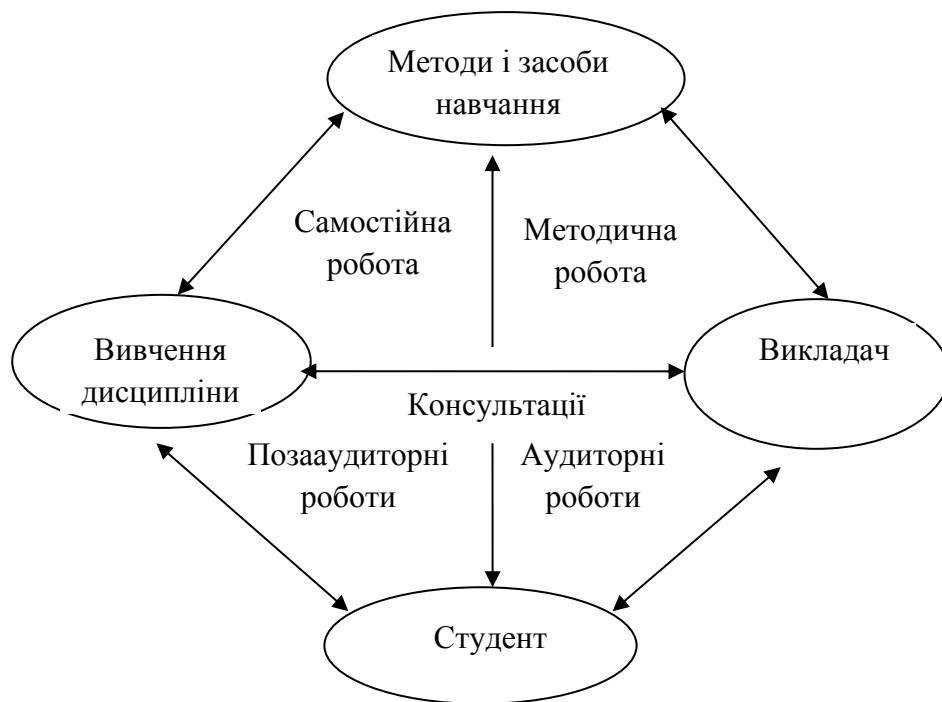 Методи і засоби
навчання
Самостійна
робота
Методична
робота
Вивчення
дисципліни
Викладач
Консультації
Позааудиторні
роботи
Аудиторні
роботи
Студент